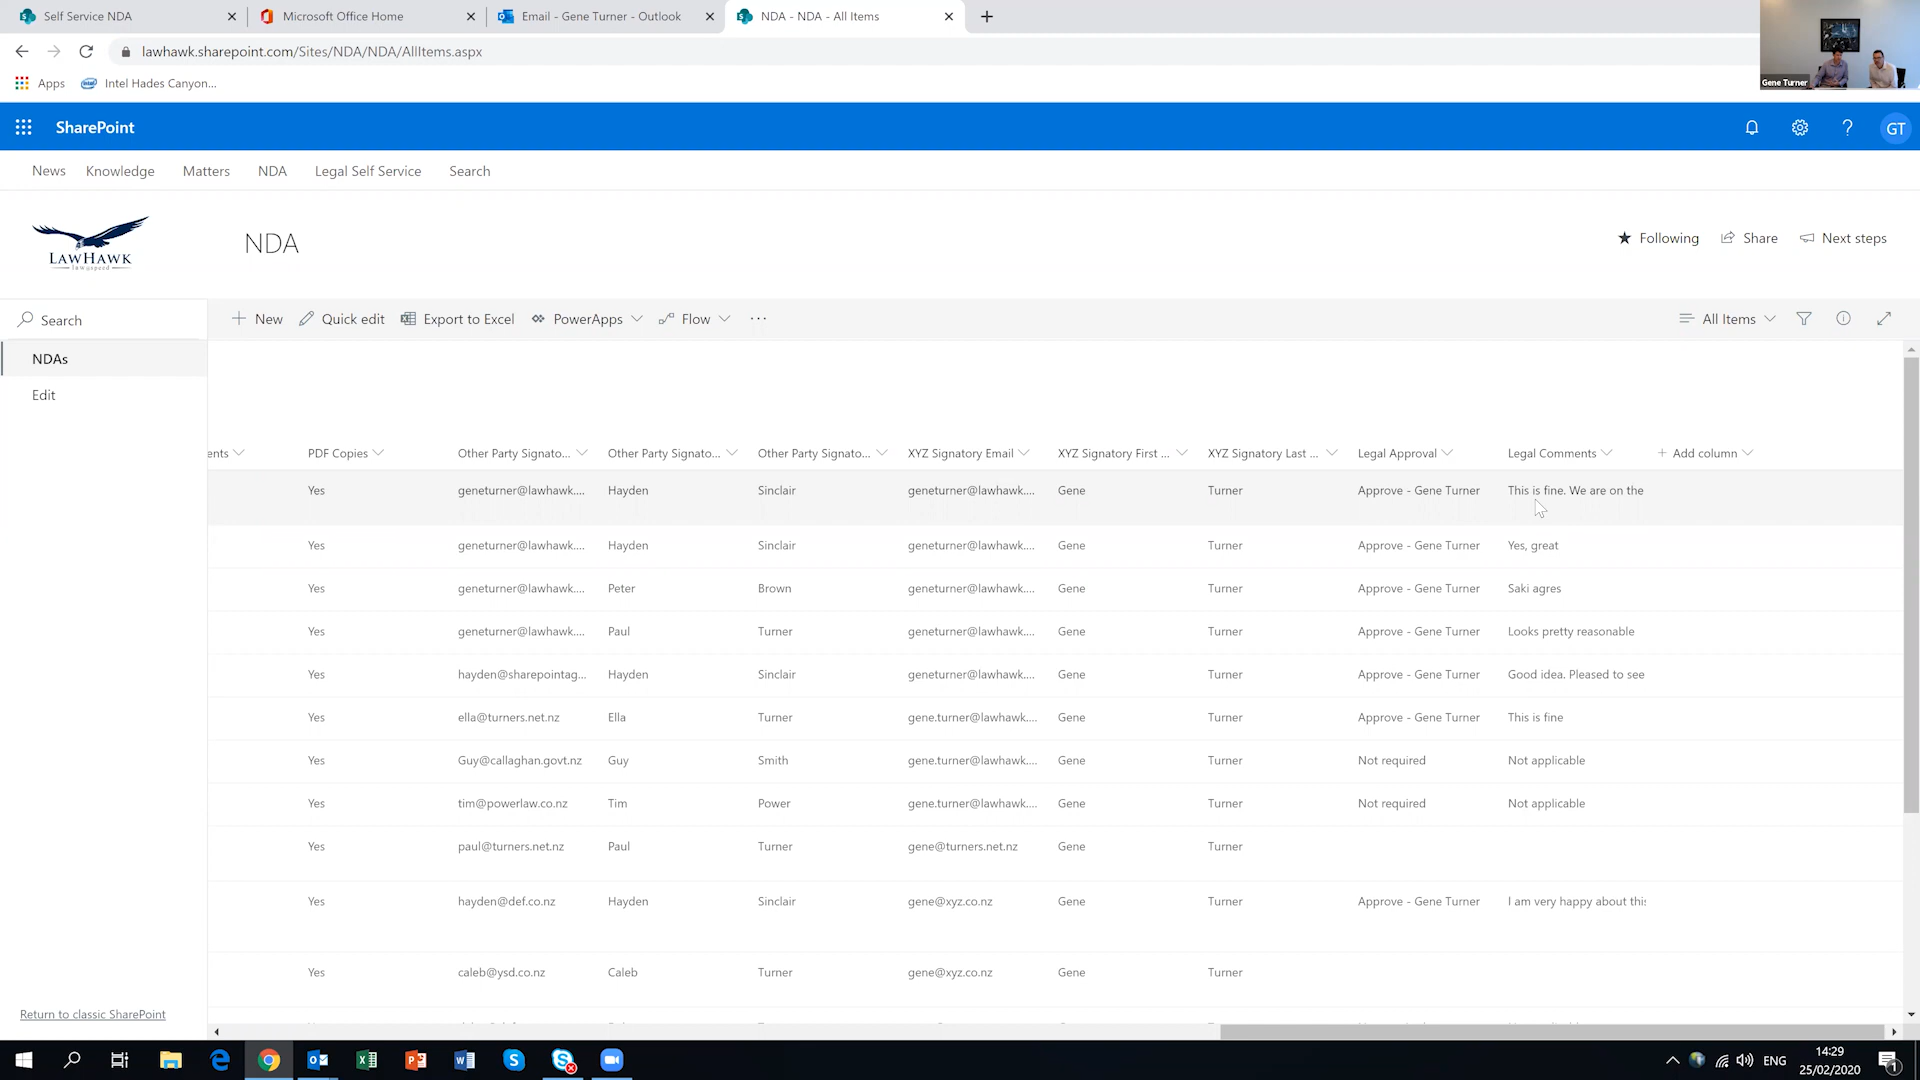 Self Service NDA
Microsoft Office Home
Email - Gene Turner - Outlook
NDA - NDA - All Items
lawhawk.sharepoint.com/Sites/NDA/NDA/AllItems.aspx
Gene Turner
Apps
Intel Hades Canyon...
SharePoint
GT
News Knowledge Matters NDA Legal Self Service Search
LAWHAWK
NDA
Following Share Next steps
Search
New Quick edit Export to Excel PowerApps Flow ... All Items
NDAs
Edit
ents PDF Copies Other Party Signato... Other Party Signato... Other Party Signato... XYZ Signatory Email XYZ Signatory First ... XYZ Signatory Last ... Legal Approval Legal Comments + Add column
Yes geneturner@lawhawk.... Hayden Sinclair geneturner@lawhawk.... Gene Turner Approve - Gene Turner This is fine. We are on the
Yes geneturner@lawhawk.... Hayden Sinclair geneturner@lawhawk.... Gene Turner Approve - Gene Turner Yes, great
Yes geneturner@lawhawk.... Peter Brown geneturner@lawhawk.... Gene Turner Approve - Gene Turner Saki agres
Yes geneturner@lawhawk.... Paul Turner geneturner@lawhawk.... Gene Turner Approve - Gene Turner Looks pretty reasonable
Yes hayden@sharepointag... Hayden Sinclair geneturner@lawhawk.... Gene Turner Approve - Gene Turner Good idea. Pleased to see
Yes ella@turners.net.nz Ella Turner gene.turner@lawhawk.... Gene Turner Approve - Gene Turner This is fine
Yes Guy@callaghan.govt.nz Guy Smith gene.turner@lawhawk.... Gene Turner Not required Not applicable
Yes tim@powerlaw.co.nz Tim Power gene.turner@lawhawk.... Gene Turner Not required Not applicable
Yes paul@turners.net.nz Paul Turner gene@turners.net.nz Gene Turner
Yes hayden@def.co.nz Hayden Sinclair gene@xyz.co.nz Gene Turner Approve - Gene Turner I am very happy about this
Yes caleb@ysd.co.nz Caleb Turner gene@xyz.co.nz Gene Turner
Return to classic SharePoint
ENG
14:29
25/02/2020
1